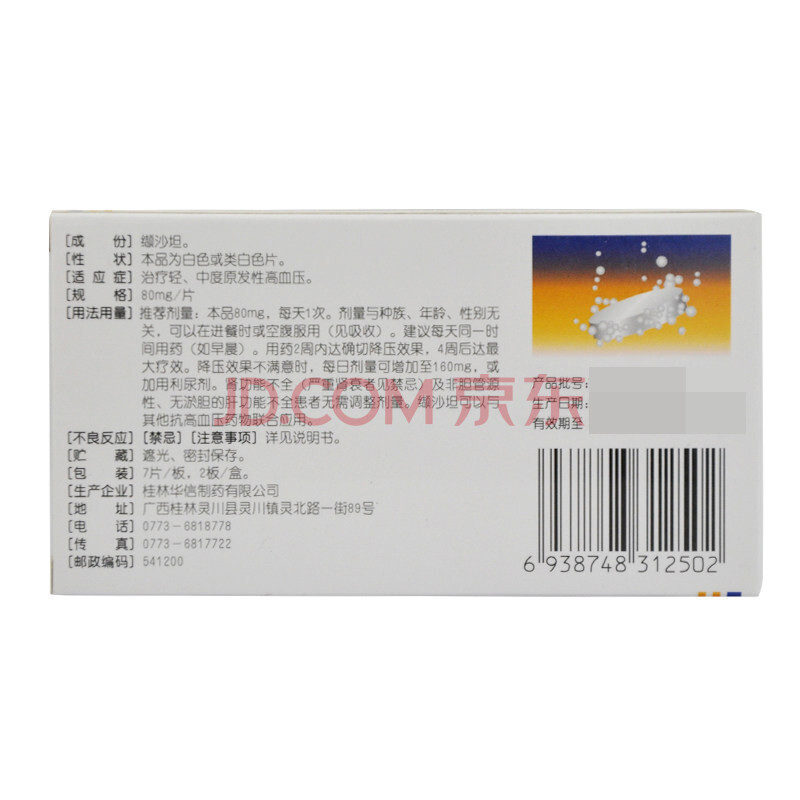 [成 份] 缬沙坦。
[性 状] 本品为白色或类白色片。
[适 应 症] 治疗轻、中度原发性高血压。
[规 格] 80mg/片
[用法用量] 推荐剂量：本品80mg，每天1次。剂量与种族、年龄、性别无
关，可以在进餐时或空腹服用（见吸收）。建议每天同一时
间用药（如早晨）。用药2周内达确切降压效果，4周后达最
大疗效。降压效果不满意时，每日剂量可增加至160mg，或
加用利尿剂。肾功能不全（严重肾衰者见禁忌）及非胆管源
性、无淤胆的肝功能不全患者无需调整剂量。缬沙坦可以与
其他抗高血压药物联合应用。
[不良反应] [禁忌] [注意事项] 详见说明书。
[贮 藏] 遮光、密封保存。
[包 装] 7片/板，2板/盒。
[生产企业] 桂林华信制药有限公司
[地 址] 广西桂林灵川县灵川镇灵北路一街89号
[电 话] 0773-6818778
[传 真] 0773-6817722
[邮政编码] 541200
产品批号：
生产日期：
有效期至
6 938748 312502
JD.COM 京东